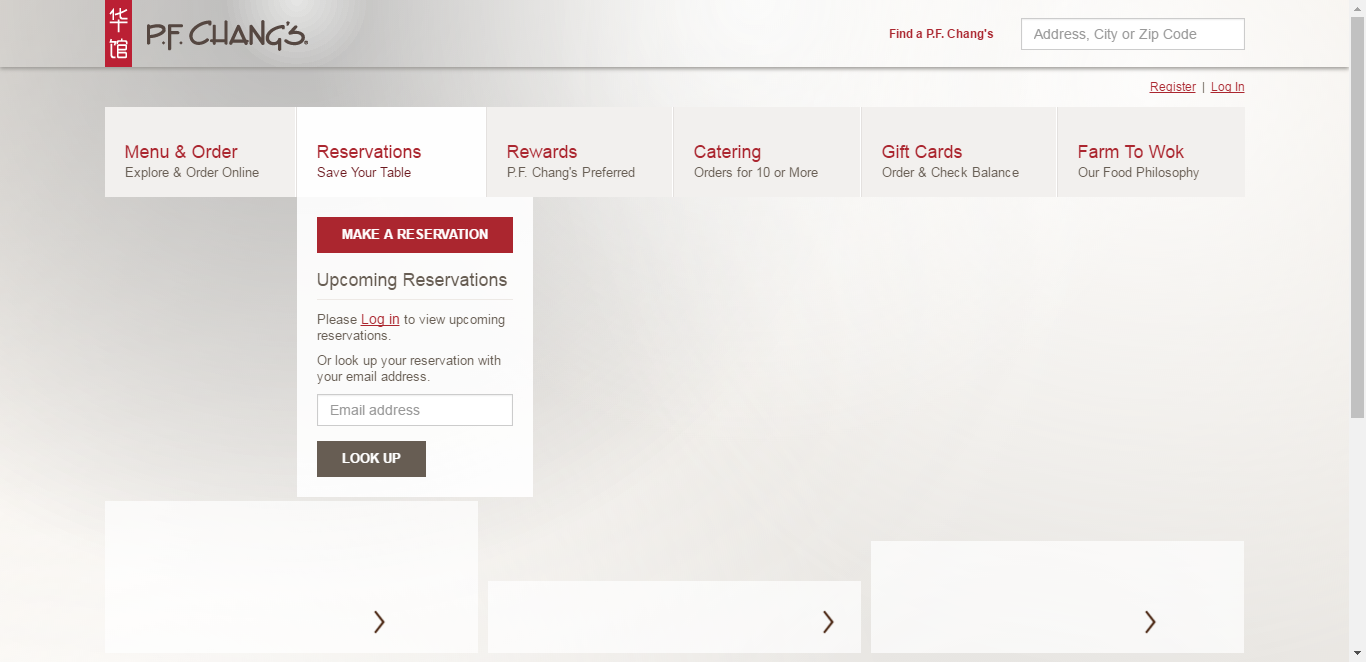 华
馆
P.F. CHANG'S
Find a P.F. Chang's
Address, City or Zip Code
Register | Log In
Menu & Order
Explore & Order Online
Reservations
Save Your Table
Rewards
P.F. Chang's Preferred
Catering
Orders for 10 or More
Gift Cards
Order & Check Balance
Farm To Wok
Our Food Philosophy
MAKE A RESERVATION
Upcoming Reservations
Please Log in to view upcoming
reservations.
Or look up your reservation with
your email address.
Email address
LOOK UP